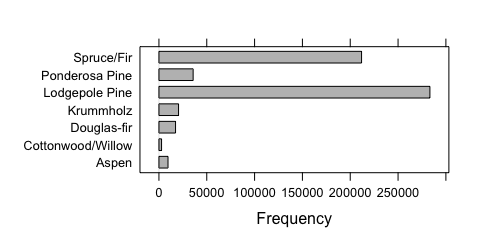 Spruce/Fir
Ponderosa Pine
Lodgepole Pine
Krummholz
Douglas-fir
Cottonwood/Willow
Aspen
0 50000 100000 150000 200000 250000
Frequency